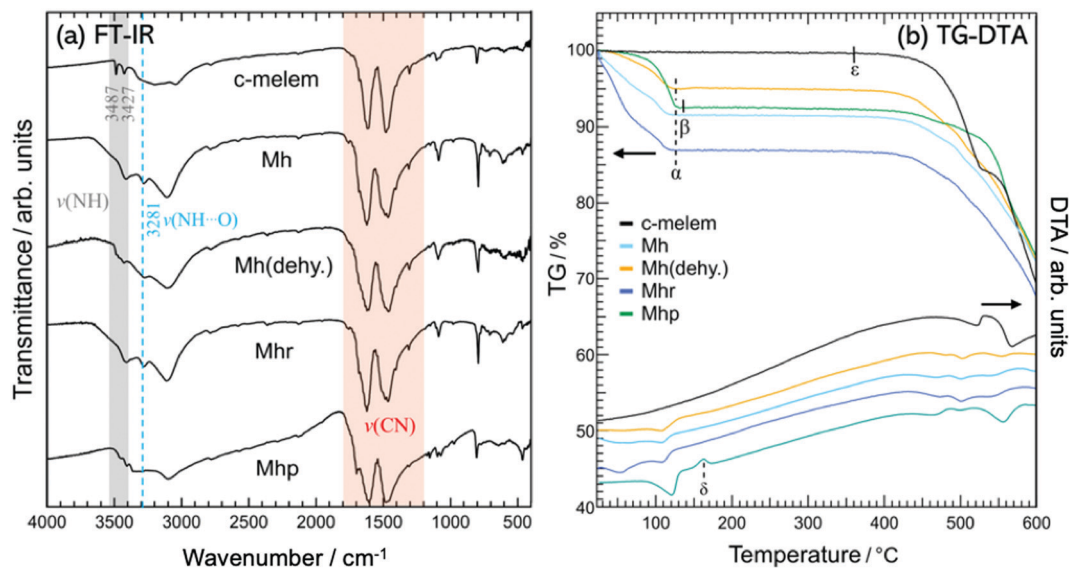 (a) FT-IR
c-melem
3487
3427
Mh
ν(NH)
3281
ν(NH···O)
Mh(dehy.)
Mhr
ν(CN)
Mhp
Transmittance / arb. units
4000 3000 2000 1500 1000 500
Wavenumber / cm⁻¹
(b) TG-DTA
ε
β
α
c-melem
Mh
Mh(dehy.)
Mhr
Mhp
δ
TG / %
100
90
80
70
60
50
40
DTA / arb. units
100 200 300 400 500 600
Temperature / °C